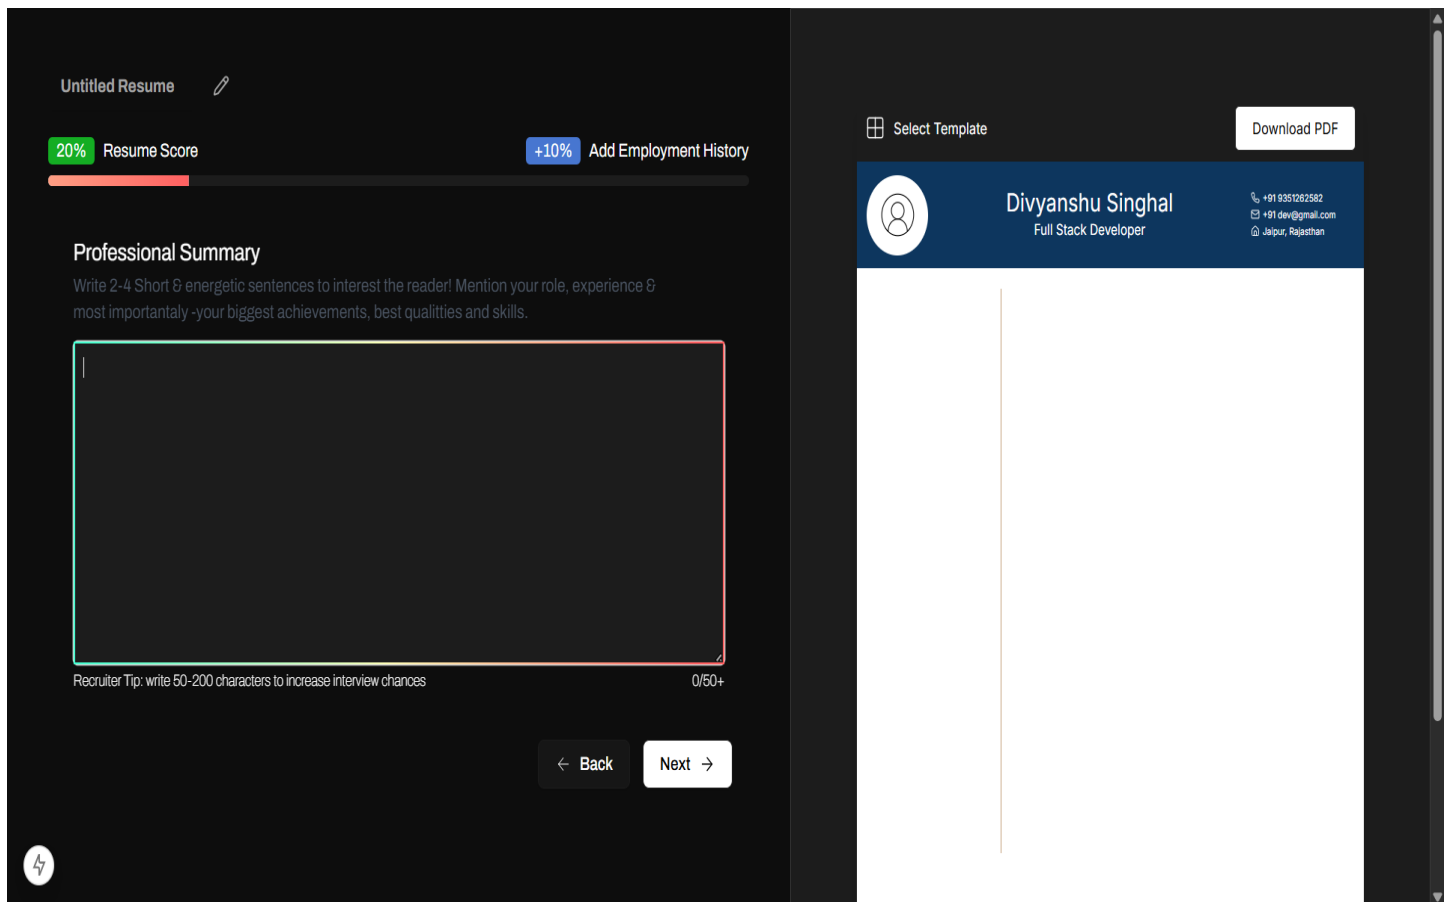 Untitled Resume
20% Resume Score
+10% Add Employment History
Professional Summary
Write 2-4 Short & energetic sentences to interest the reader! Mention your role, experience &
most importantaly -your biggest achievements, best qualitties and skills.
Recruiter Tip: write 50-200 characters to increase interview chances
0/50+
Back
Next
Select Template
Download PDF
Divyanshu Singhal
Full Stack Developer
+91 9351262582
+91 dev@gmail.com
Jaipur, Rajasthan